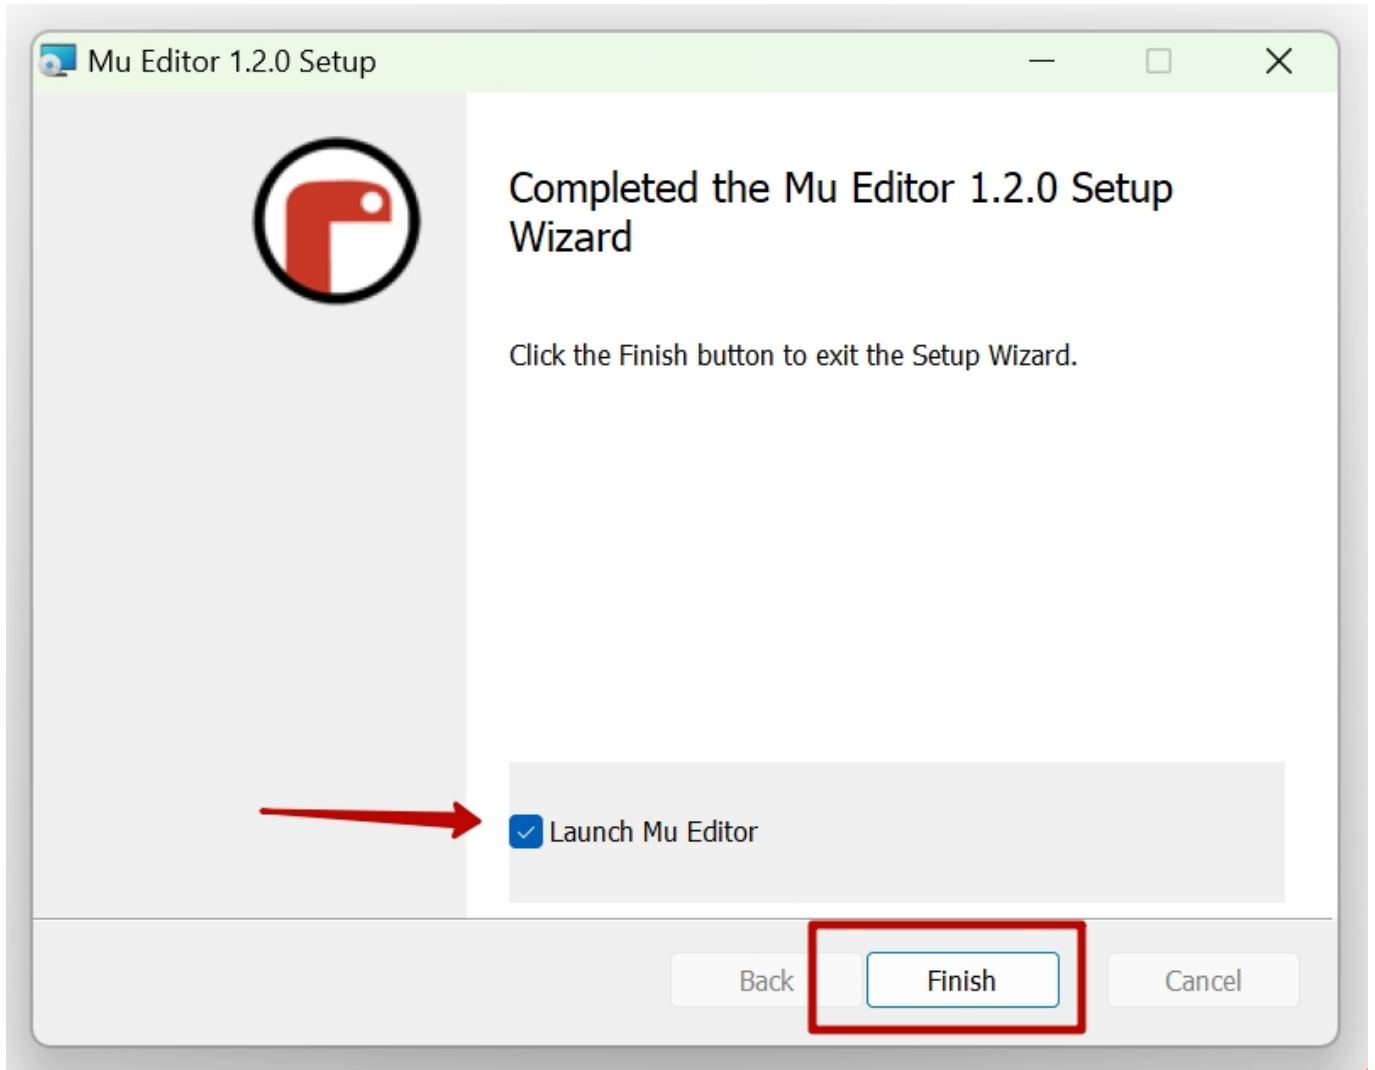 Mu Editor 1.2.0 Setup
Completed the Mu Editor 1.2.0 Setup
Wizard
Click the Finish button to exit the Setup Wizard.
Launch Mu Editor
Back
Finish
Cancel